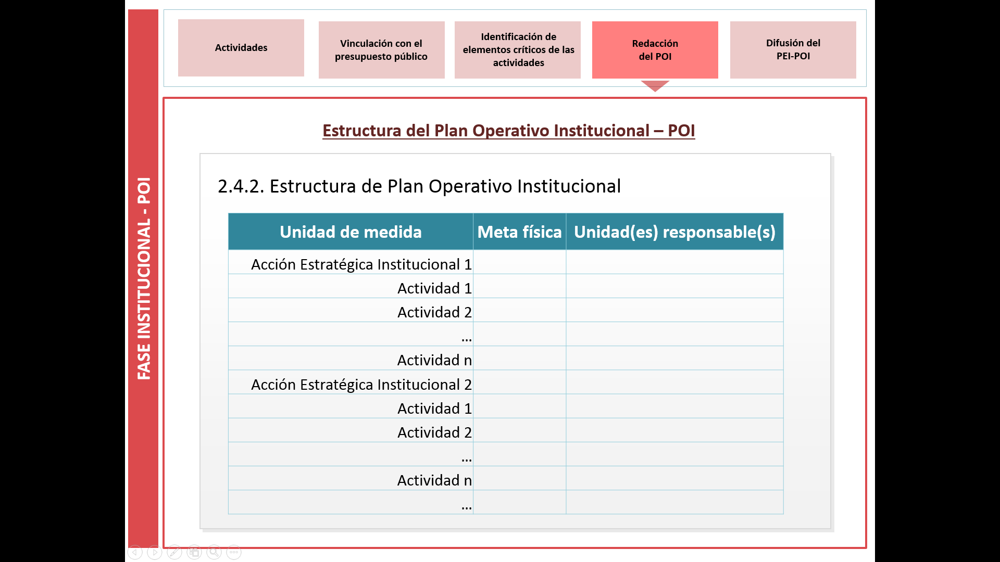 FASE INSTITUCIONAL - POI
Actividades
Vinculación con el
presupuesto público
Identificación de
elementos críticos de las
actividades
Redacción
del POI
Difusión del
PEI-POI
Estructura del Plan Operativo Institucional – POI
2.4.2. Estructura de Plan Operativo Institucional
Unidad de medida Meta física Unidad(es) responsable(s)
Acción Estratégica Institucional 1
Actividad 1
Actividad 2
...
Actividad n
Acción Estratégica Institucional 2
Actividad 1
Actividad 2
...
Actividad n
...